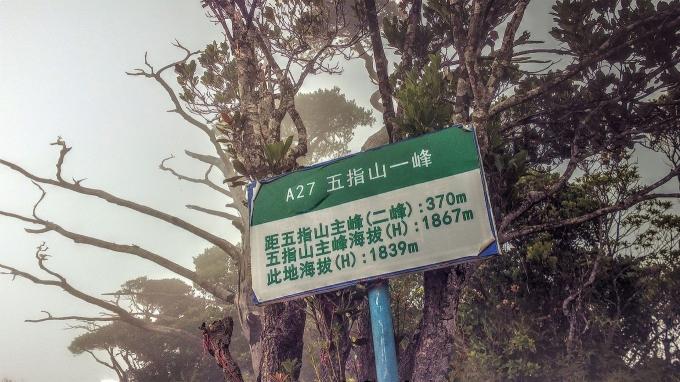 A27 五指山一峰
距五指山主峰(二峰):370m
五指山主峰海拔(H):1867m
此地海拔(H):1839m